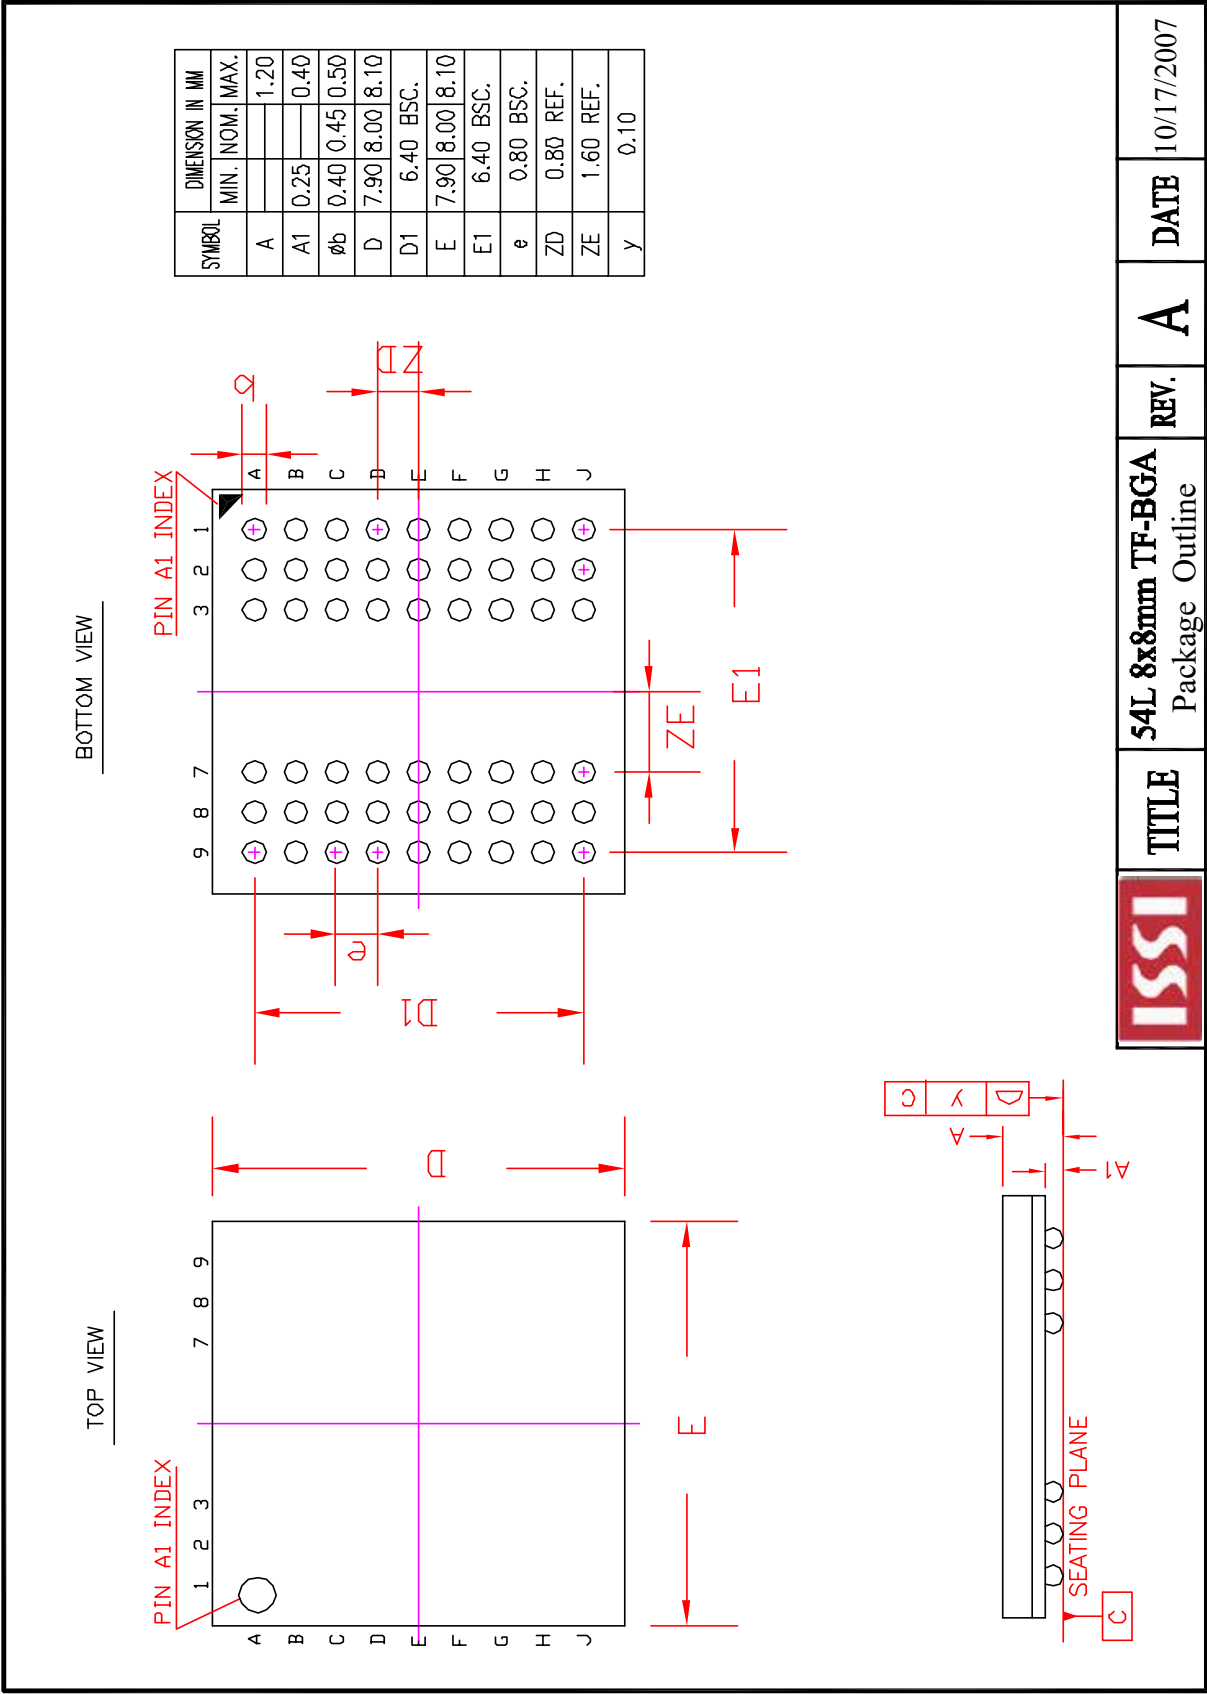 TOP VIEW
PIN A1 INDEX
1 2 3 7 8 9
A
B
C
D
E
F
G
H
J
D
E
BOTTOM VIEW
PIN A1 INDEX
9 8 7 3 2 1
A
B
C
D
E
F
G
H
J
b
ZD
e
D1
ZE
E1
SYMBOL DIMENSION IN MM
MIN. NOM. MAX.
A 1.20
A1 0.25 0.40
øb 0.40 0.45 0.50
D 7.90 8.00 8.10
D1 6.40 BSC.
E 7.90 8.00 8.10
E1 6.40 BSC.
e 0.80 BSC.
ZD 0.80 REF.
ZE 1.60 REF.
y 0.10
SEATING PLANE
C
A
A1
y C
ISSI
TITLE
54L 8x8mm TF-BGA
Package Outline
REV.
A
DATE
10/17/2007